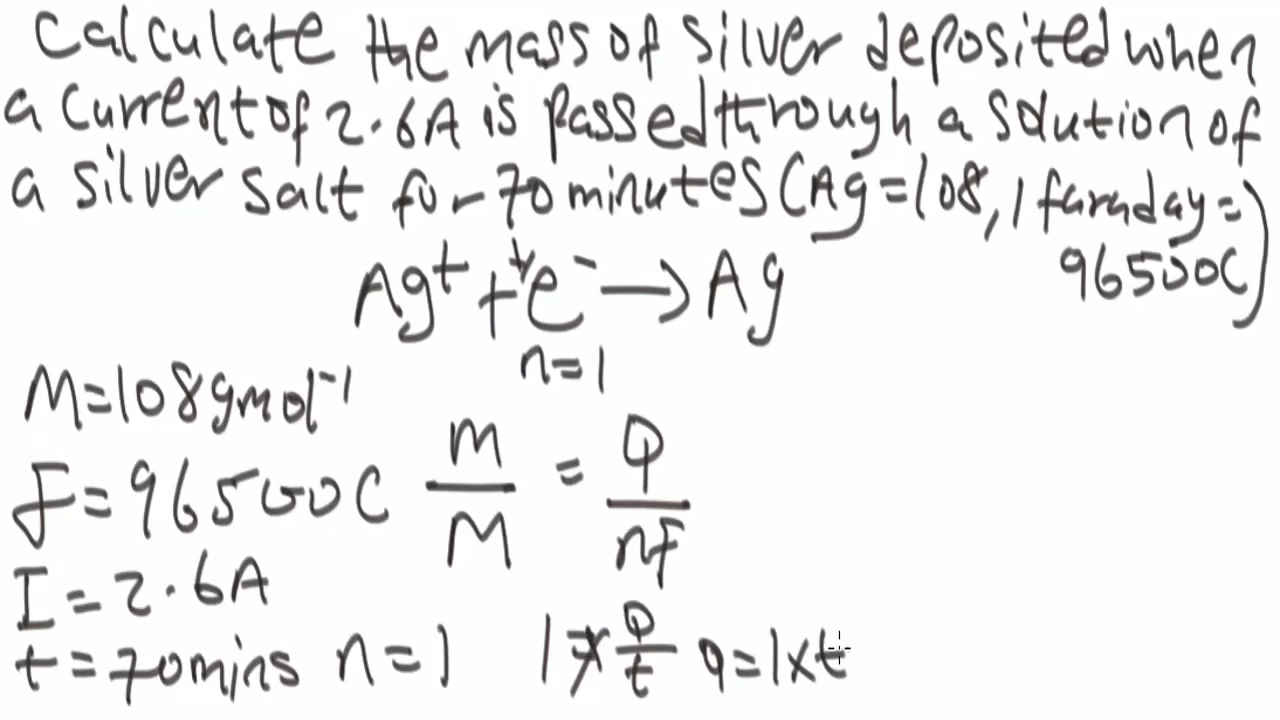 Calculate the mass of silver deposited when
a current of 2.6A is passed through a solution of
a silver salt for 70 minutes (Ag=108, 1 faraday=
96500C)
Ag⁺ + e⁻ → Ag
n=1
M=108gmol⁻¹
F=96500C
m/M = Q/nF
I=2.6A
t=70mins n=1 I = Q/t Q=I×t